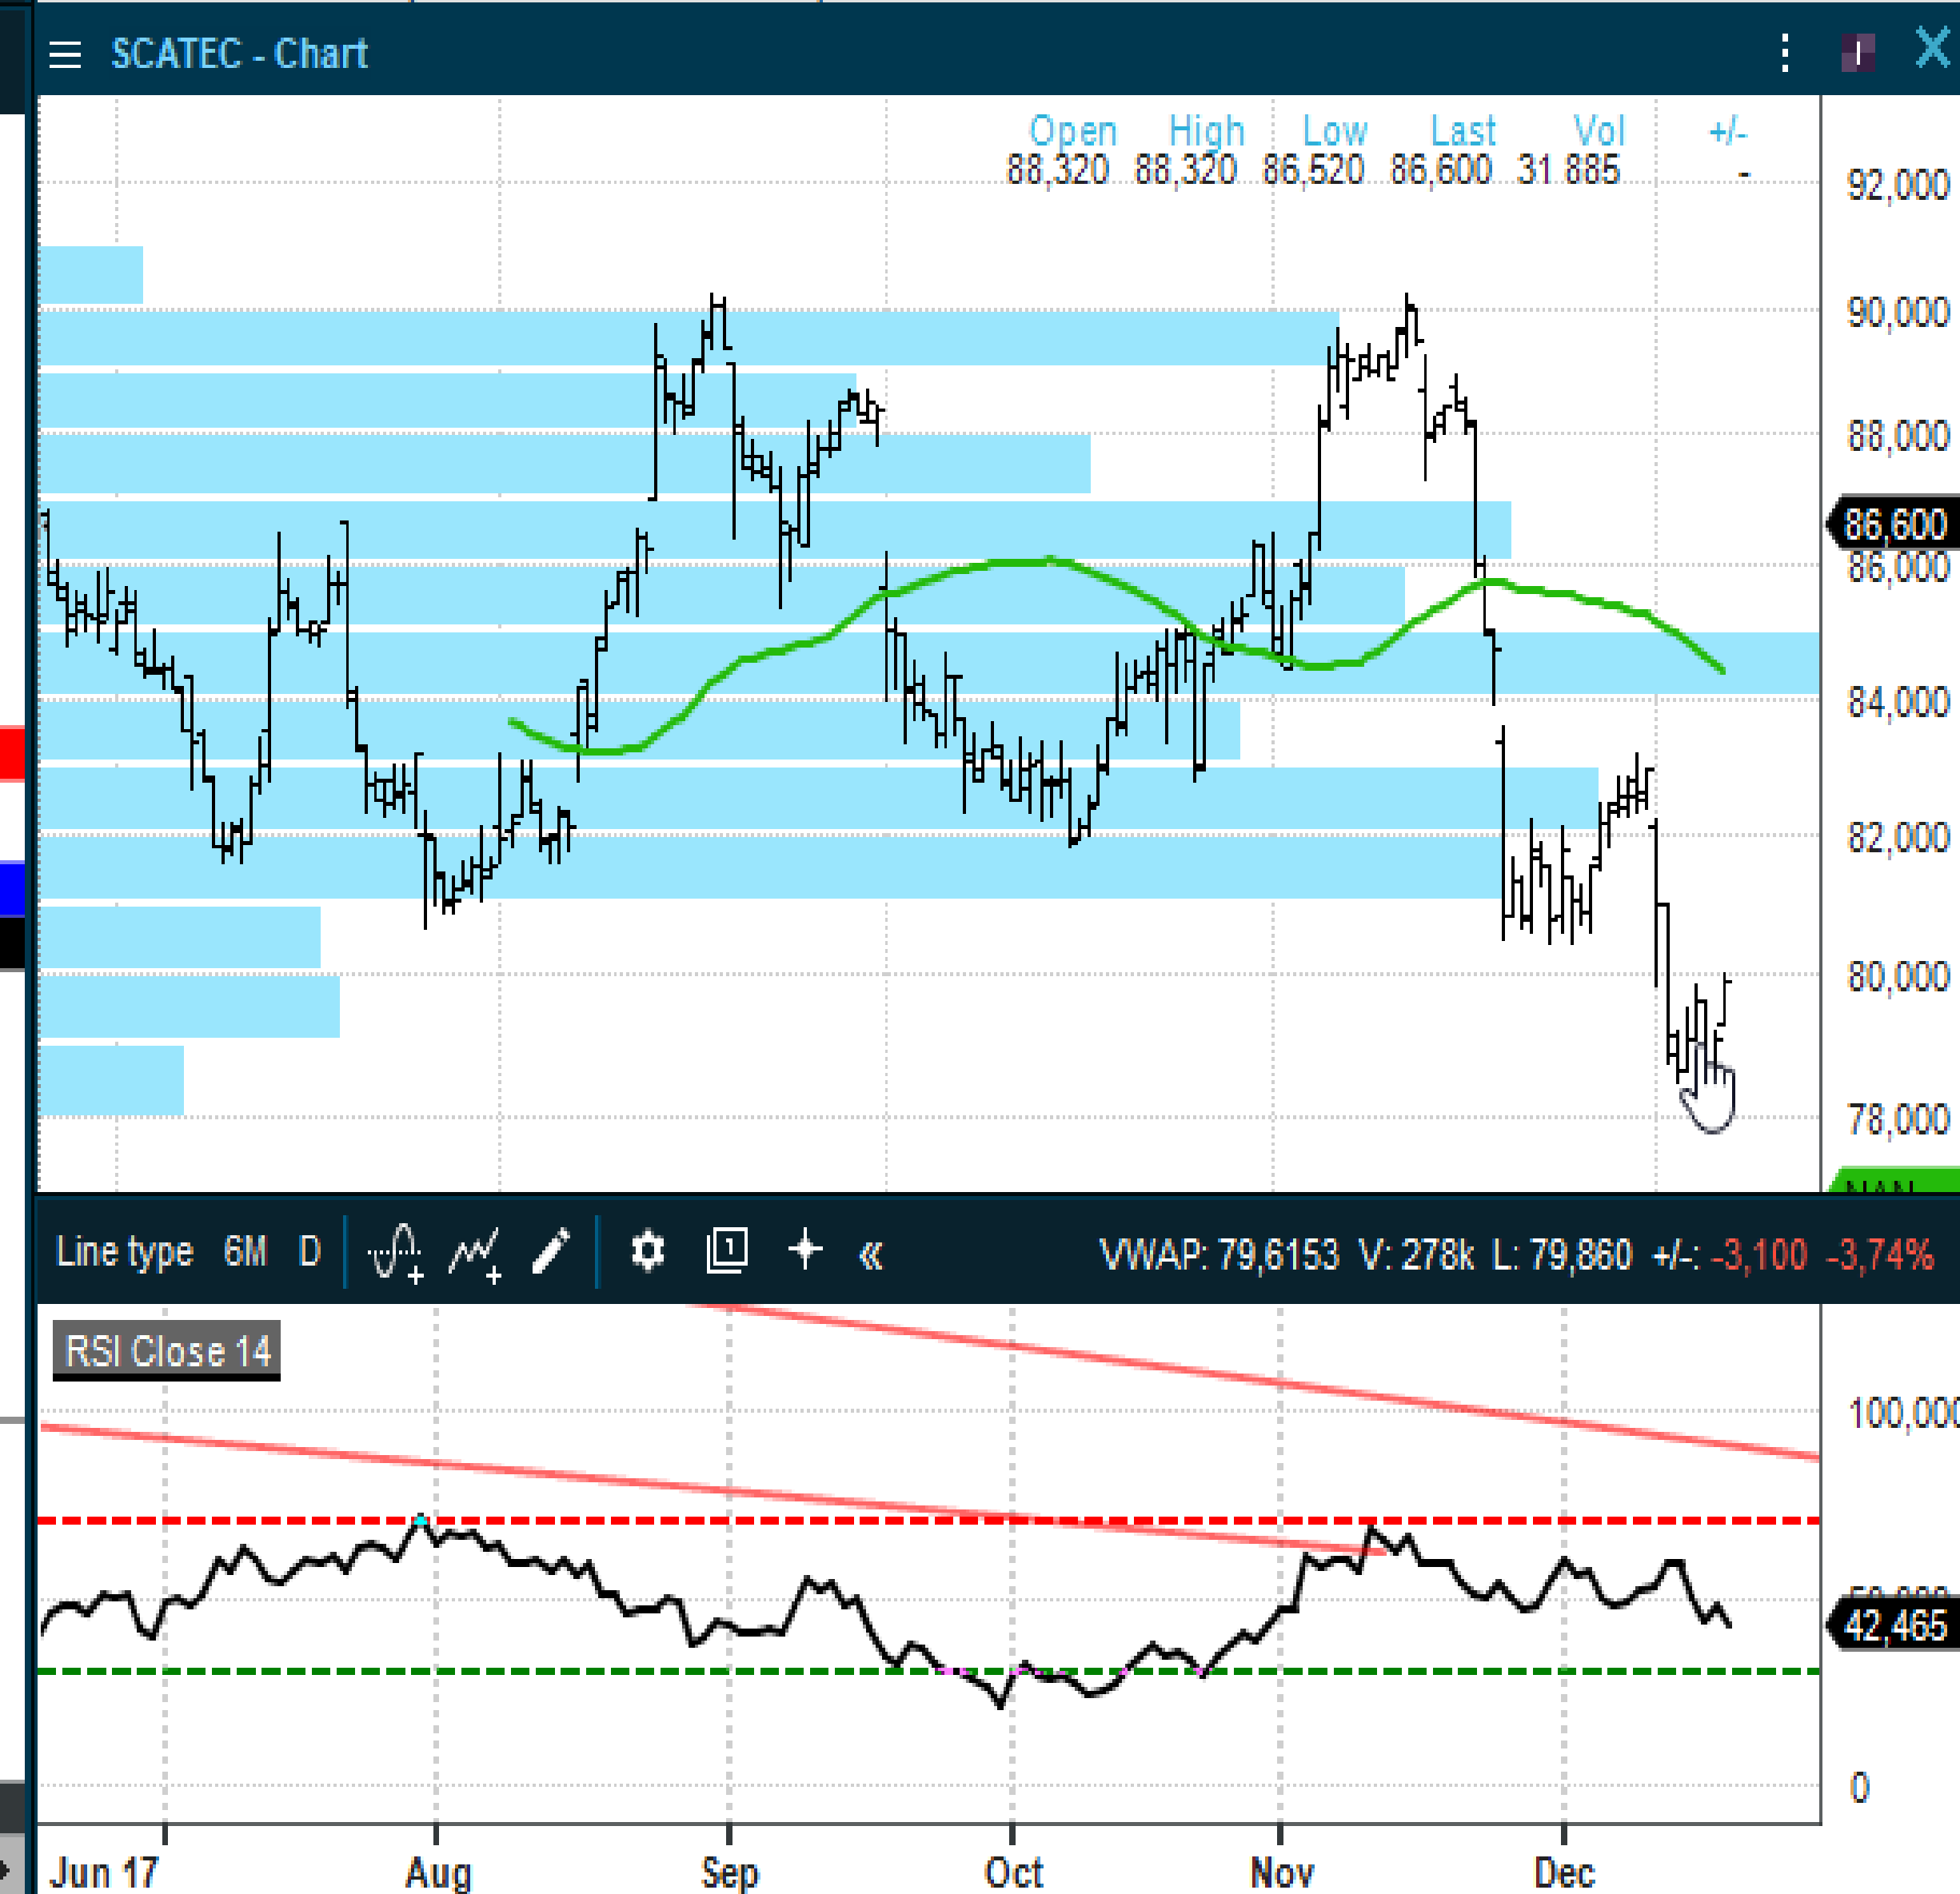 SCATEC - Chart
Open High Low Last Vol +/-
88,320 88,320 86,520 86,600 31 885 -
92,000
90,000
88,000
86,600
86,000
84,000
82,000
80,000
78,000
Line type 6M D 1 « VWAP: 79,6153 V: 278k L: 79,860 +/-: -3,100 -3,74%
RSI Close 14
100,000
42,465
0
Jun 17 Aug Sep Oct Nov Dec